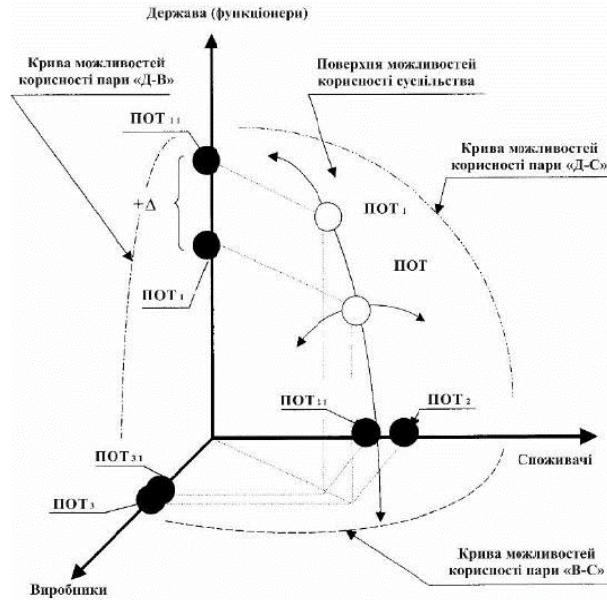 Держава (функціонери)
Крива можливостей
корисності пари «Д-В»
Поверхня можливостей
корисності суспільства
ПОТ 11
Крива можливостей
корисності пари «Д-С»
+Δ
ПОТ 1
ПОТ
ПОТ 1
ПОТ 11
ПОТ 2
ПОТ 31
ПОТ 3
Споживачі
Крива можливостей
корисності пари «В-С»
Виробники